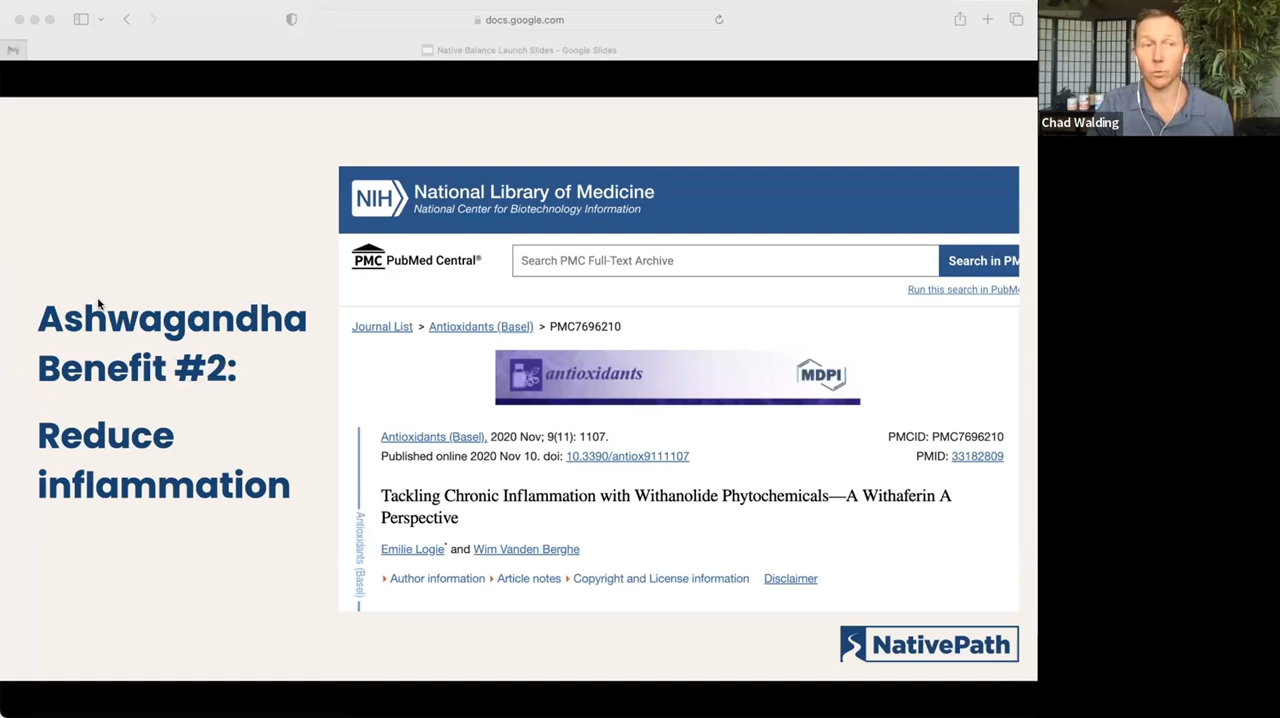 docs.google.com
Native Balance Launch Slides - Google Slides
Chad Walding
Ashwagandha
Benefit #2:
Reduce
inflammation
NIH
National Library of Medicine
National Center for Biotechnology Information
PMC PubMed Central®
Search PMC Full-Text Archive
Search in PM
Run this search in PubMe
Journal List > Antioxidants (Basel) > PMC7696210
antioxidants
MDPI
Antioxidants (Basel). 2020 Nov; 9(11): 1107.
PMCID: PMC7696210
Published online 2020 Nov 10. doi: 10.3390/antiox9111107
PMID: 33182809
Tackling Chronic Inflammation with Withanolide Phytochemicals—A Withaferin A
Perspective
Emilie Logie* and Wim Vanden Berghe
Author information Article notes Copyright and License information Disclaimer
Antioxidants (Basel)
NativePath